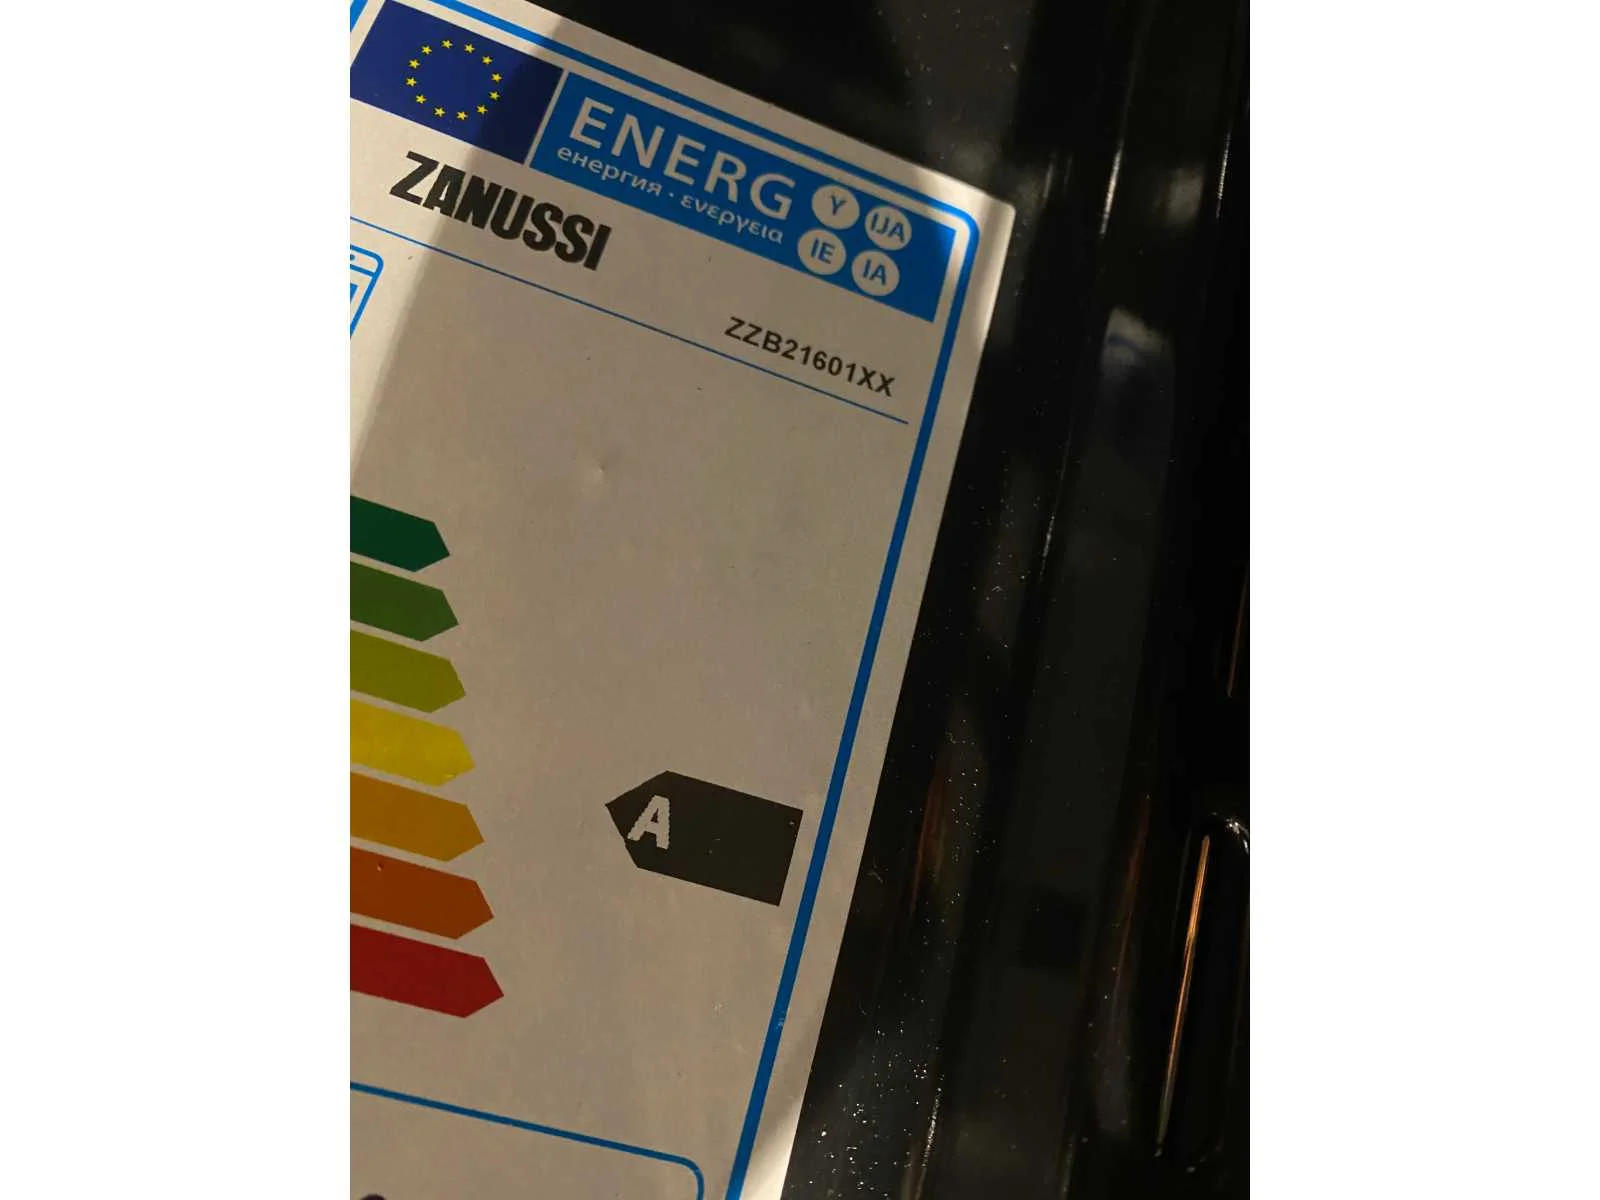 ENERG Y IJA
енергия · ενεργεια IE IA
ZANUSSI
ZZB21601XX
A